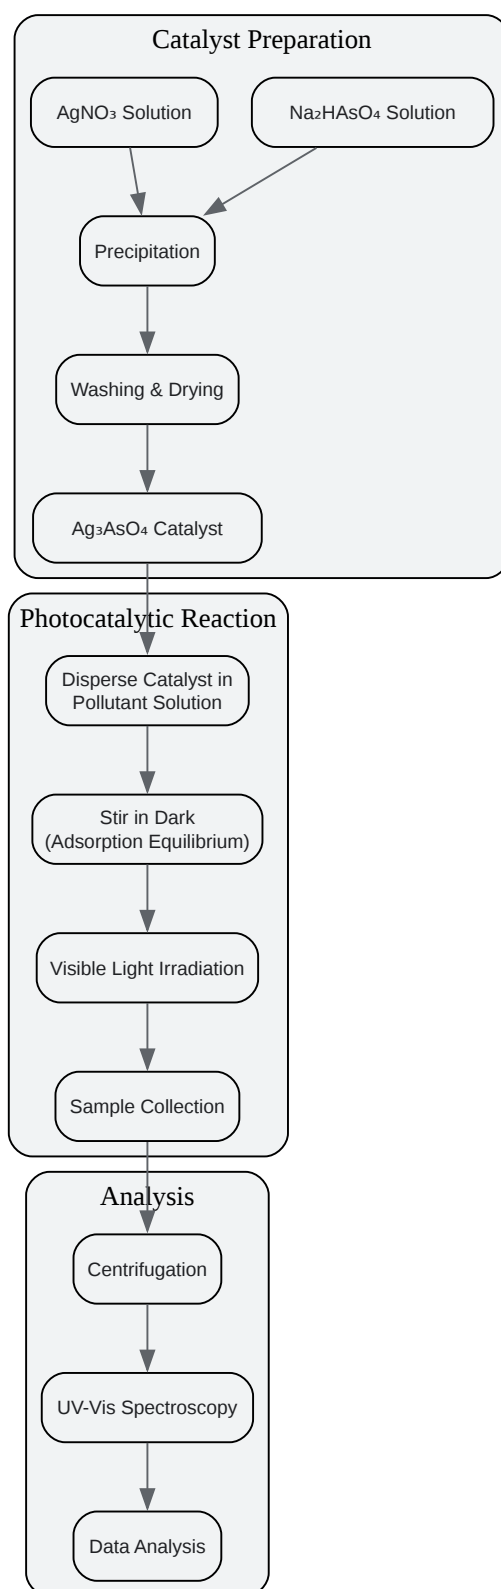 Catalyst Preparation
AgNO₃ Solution
Na₂HAsO₄ Solution
Precipitation
Washing & Drying
Ag₃AsO₄ Catalyst
Photocatalytic Reaction
Disperse Catalyst in
Pollutant Solution
Stir in Dark
(Adsorption Equilibrium)
Visible Light Irradiation
Sample Collection
Analysis
Centrifugation
UV-Vis Spectroscopy
Data Analysis